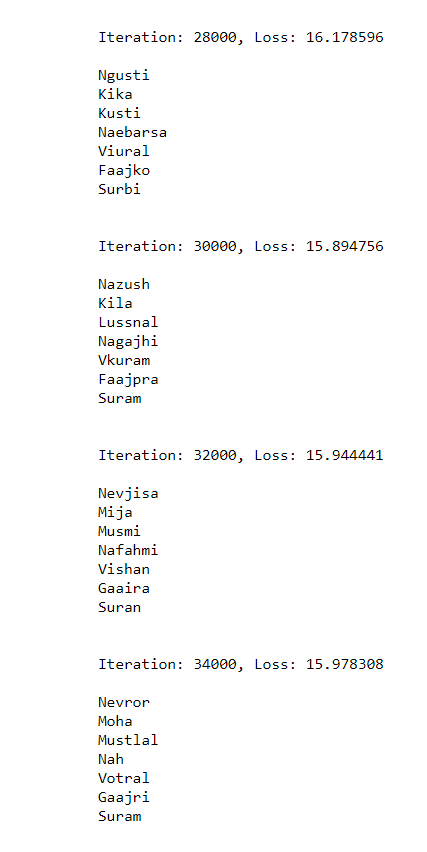 Iteration: 28000, Loss: 16.178596
Ngusti
Kika
Kusti
Naebarsa
Viural
Faajko
Surbi
Iteration: 30000, Loss: 15.894756
Nazush
Kila
Lussnal
Nagajhi
Vkuram
Faajpra
Suram
Iteration: 32000, Loss: 15.944441
Nevjisa
Mija
Musmi
Nafahmi
Vishan
Gaaira
Suran
Iteration: 34000, Loss: 15.978308
Nevror
Moha
Mustlal
Nah
Votral
Gaajri
Suram